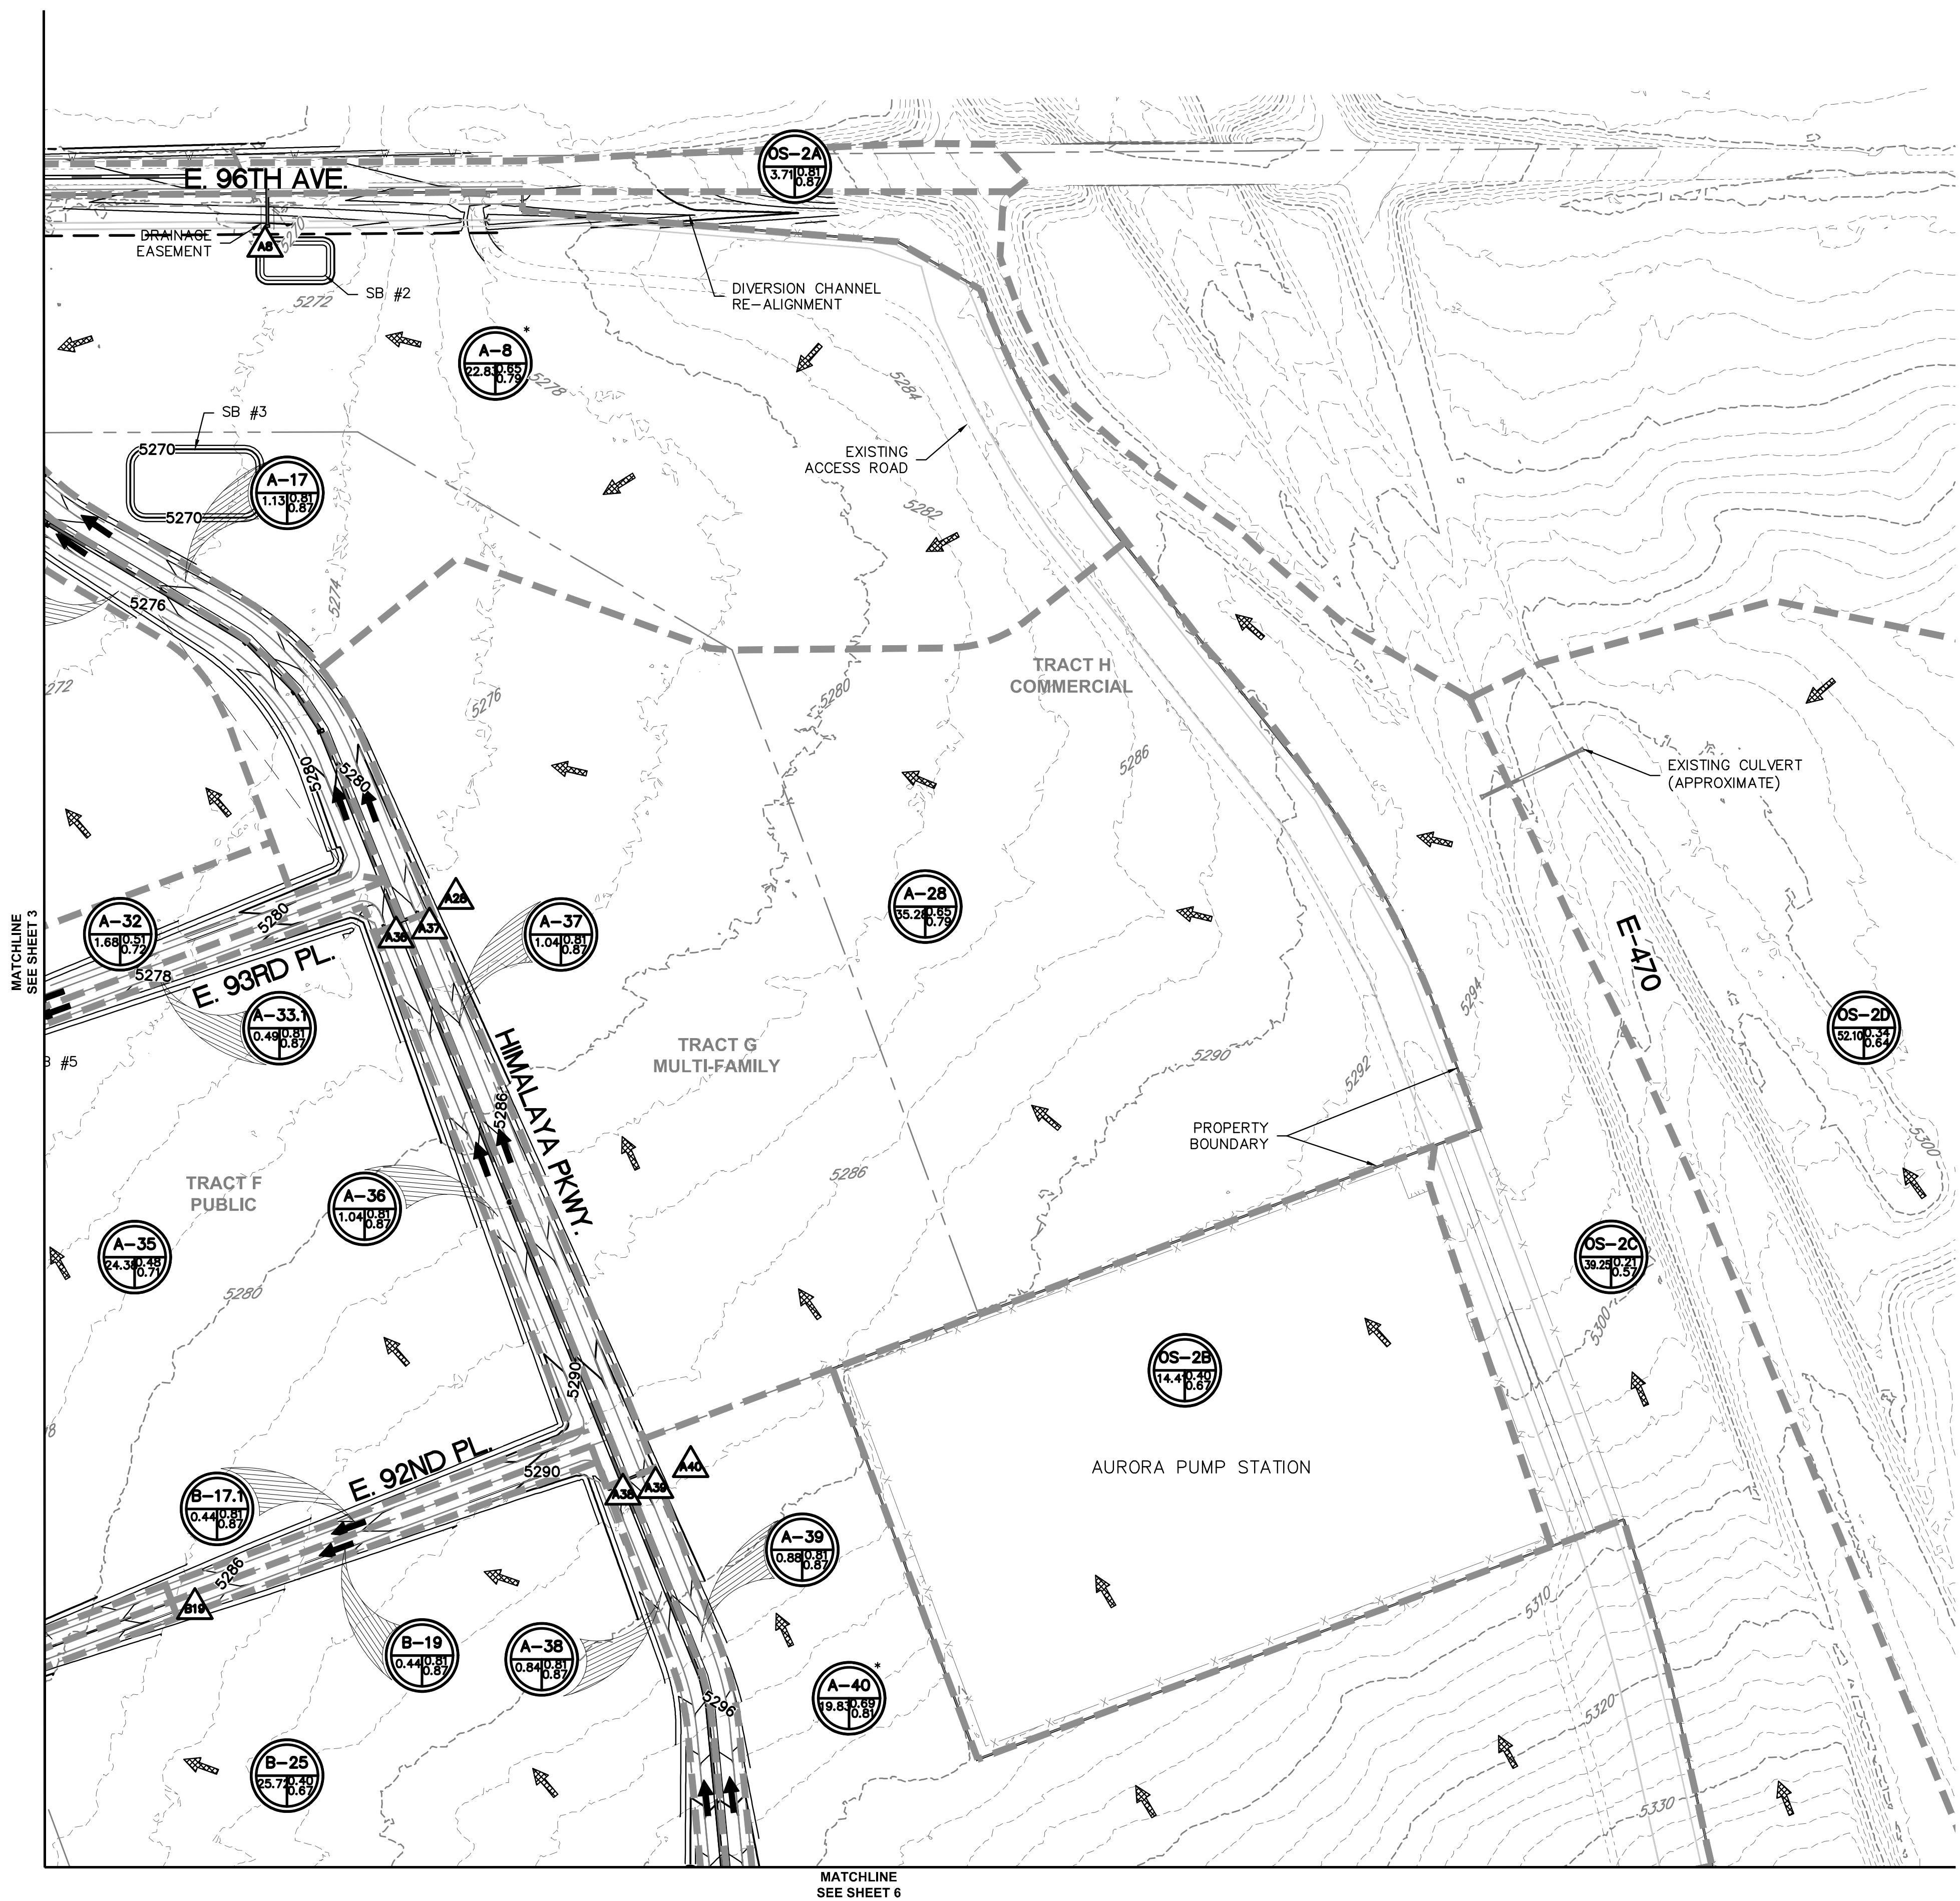 OS-2A
3.71
0.81
0.87
E. 96TH AVE.
DRAINAGE
EASEMENT
A8
SB #2
5272
DIVERSION CHANNEL
RE-ALIGNMENT
A-8
*
22.83
0.65
0.79
5278
5284
SB #3
5270
A-17
1.13
0.81
0.87
5270
EXISTING
ACCESS ROAD
5282
5276
5274
272
5276
5280
TRACT H
COMMERCIAL
5286
EXISTING CULVERT
(APPROXIMATE)
5280
5280
MATCHLINE
SEE SHEET 3
A-32
1.68
0.51
0.72
5280
A28
A37
A36
A-37
1.04
0.81
0.87
A-28
35.28
0.65
0.79
E-470
5278
E. 93RD PL.
A-33.1
0.49
0.81
0.87
#5
HIMALAYA PKWY.
5286
TRACT G
MULTI-FAMILY
5290
5292
5294
OS-2D
52.10
0.34
0.64
PROPERTY
BOUNDARY
5300
TRACT F
PUBLIC
A-36
1.04
0.81
0.87
5286
A-35
24.38
0.48
0.71
5280
OS-2C
39.25
0.21
0.57
5300
OS-2B
14.41
0.40
0.67
5290
AURORA PUMP STATION
E. 92ND PL.
5290
A40
A39
A38
B-17.1
0.44
0.81
0.87
5286
B19
A-39
0.88
0.81
0.87
B-19
0.44
0.81
0.87
A-38
0.84
0.81
0.87
A-40
*
19.83
0.69
0.81
5296
5310
5320
5330
B-25
25.72
0.40
0.67
MATCHLINE
SEE SHEET 6